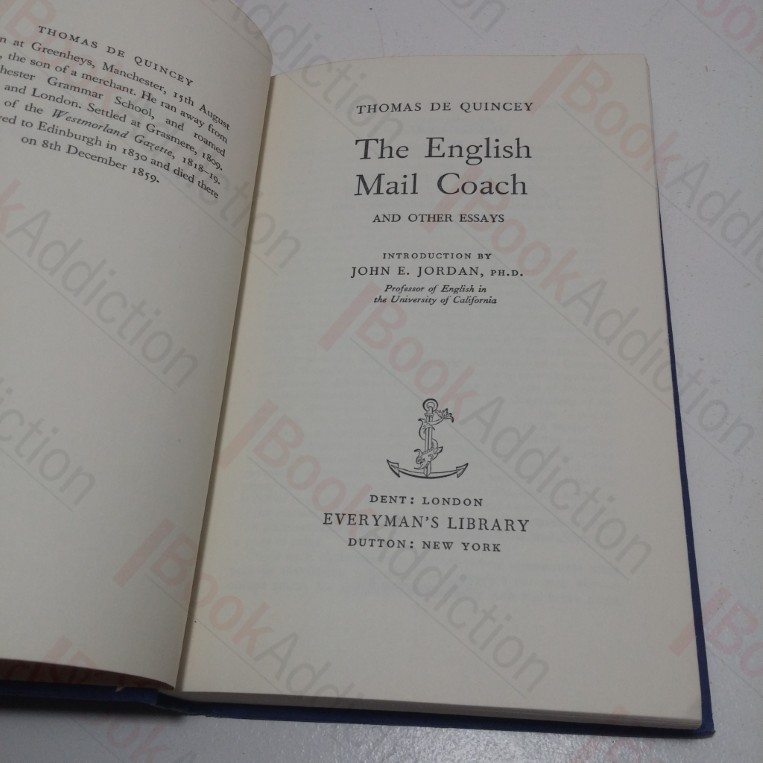 THOMAS DE QUINCEY
n at Greenheys, Manchester, 15th August
, the son of a merchant. He ran away from
hester Grammar School, and roamed
and London. Settled at Grasmere, 1809.
of the Westmorland Gazette, 1818–19.
ed to Edinburgh in 1830 and died there
on 8th December 1859.
THOMAS DE QUINCEY
The English
Mail Coach
AND OTHER ESSAYS
INTRODUCTION BY
JOHN E. JORDAN, PH.D.
Professor of English in
the University of California
DENT: LONDON
EVERYMAN'S LIBRARY
DUTTON: NEW YORK
BookAddiction